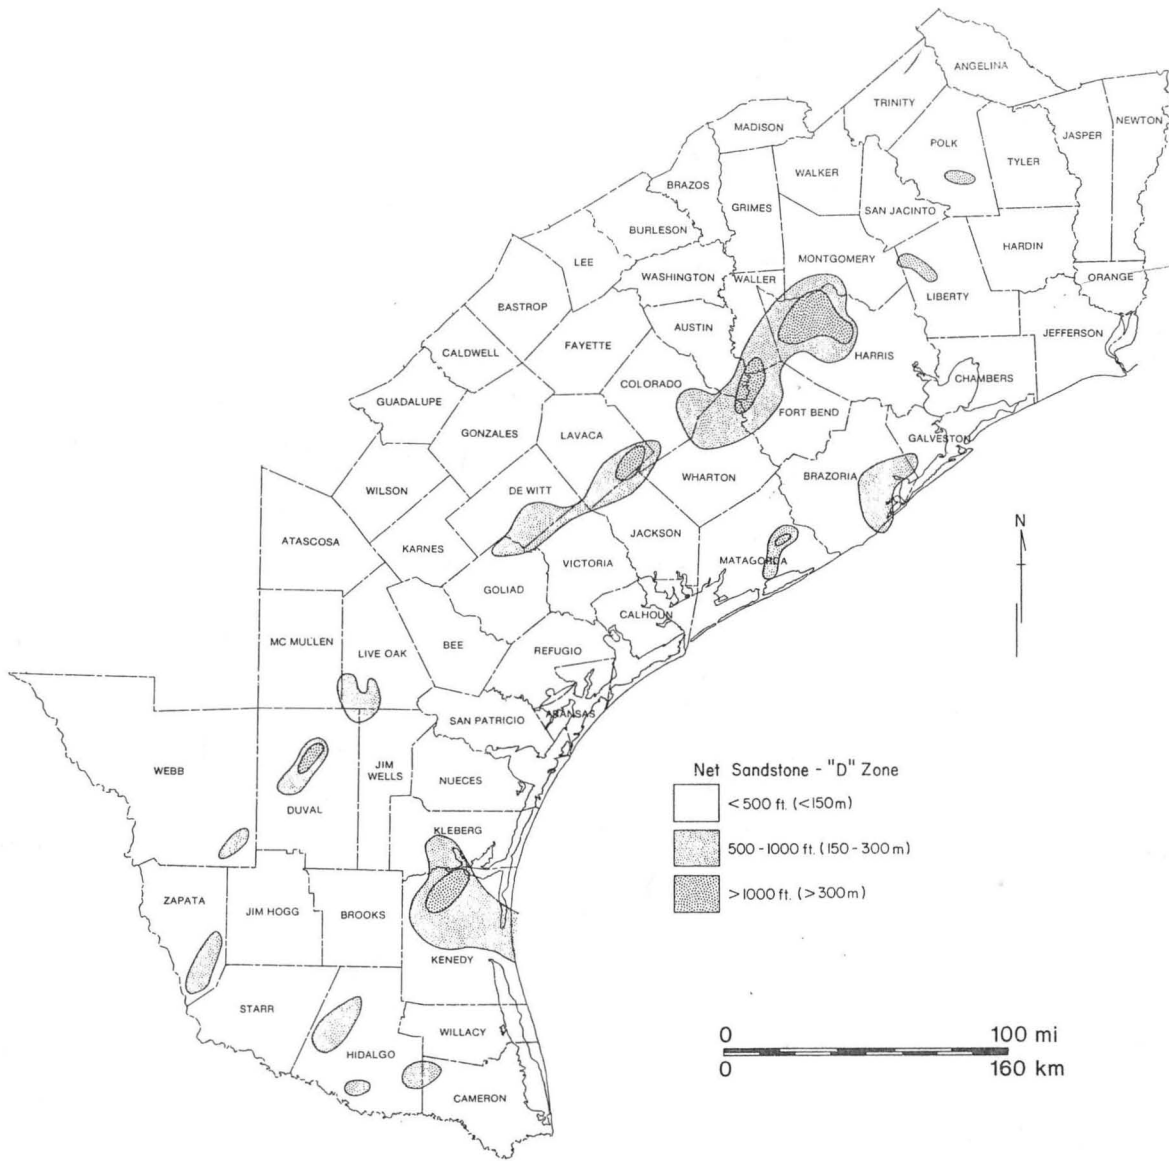 ANGELINA
TRINITY
NEWTON
MADISON
JASPER
POLK
TYLER
WALKER
BRAZOS
GRIMES
SAN JACINTO
BURLESON
HARDIN
MONTGOMERY
LEE
WASHINGTON
WALLER
ORANGE
LIBERTY
BASTROP
AUSTIN
JEFFERSON
FAYETTE
CALDWELL
HARRIS
COLORADO
CHAMBERS
GUADALUPE
FORT BEND
GONZALES
LAVACA
GALVESTON
WHARTON
BRAZORIA
WILSON
DE WITT
N
ATASCOSA
KARNES
JACKSON
VICTORIA
MATAGORDA
GOLIAD
CALHOUN
MC MULLEN
LIVE OAK
BEE
REFUGIO
ARANSAS
SAN PATRICIO
WEBB
JIM
WELLS
NUECES
DUVAL
KLEBERG
ZAPATA
JIM HOGG
BROOKS
KENEDY
STARR
WILLACY
HIDALGO
CAMERON
Net Sandstone - "D" Zone
< 500 ft. (<150m)
500 - 1000 ft. (150 - 300 m)
>1000 ft. (>300m)
0 100 mi
0 160 km